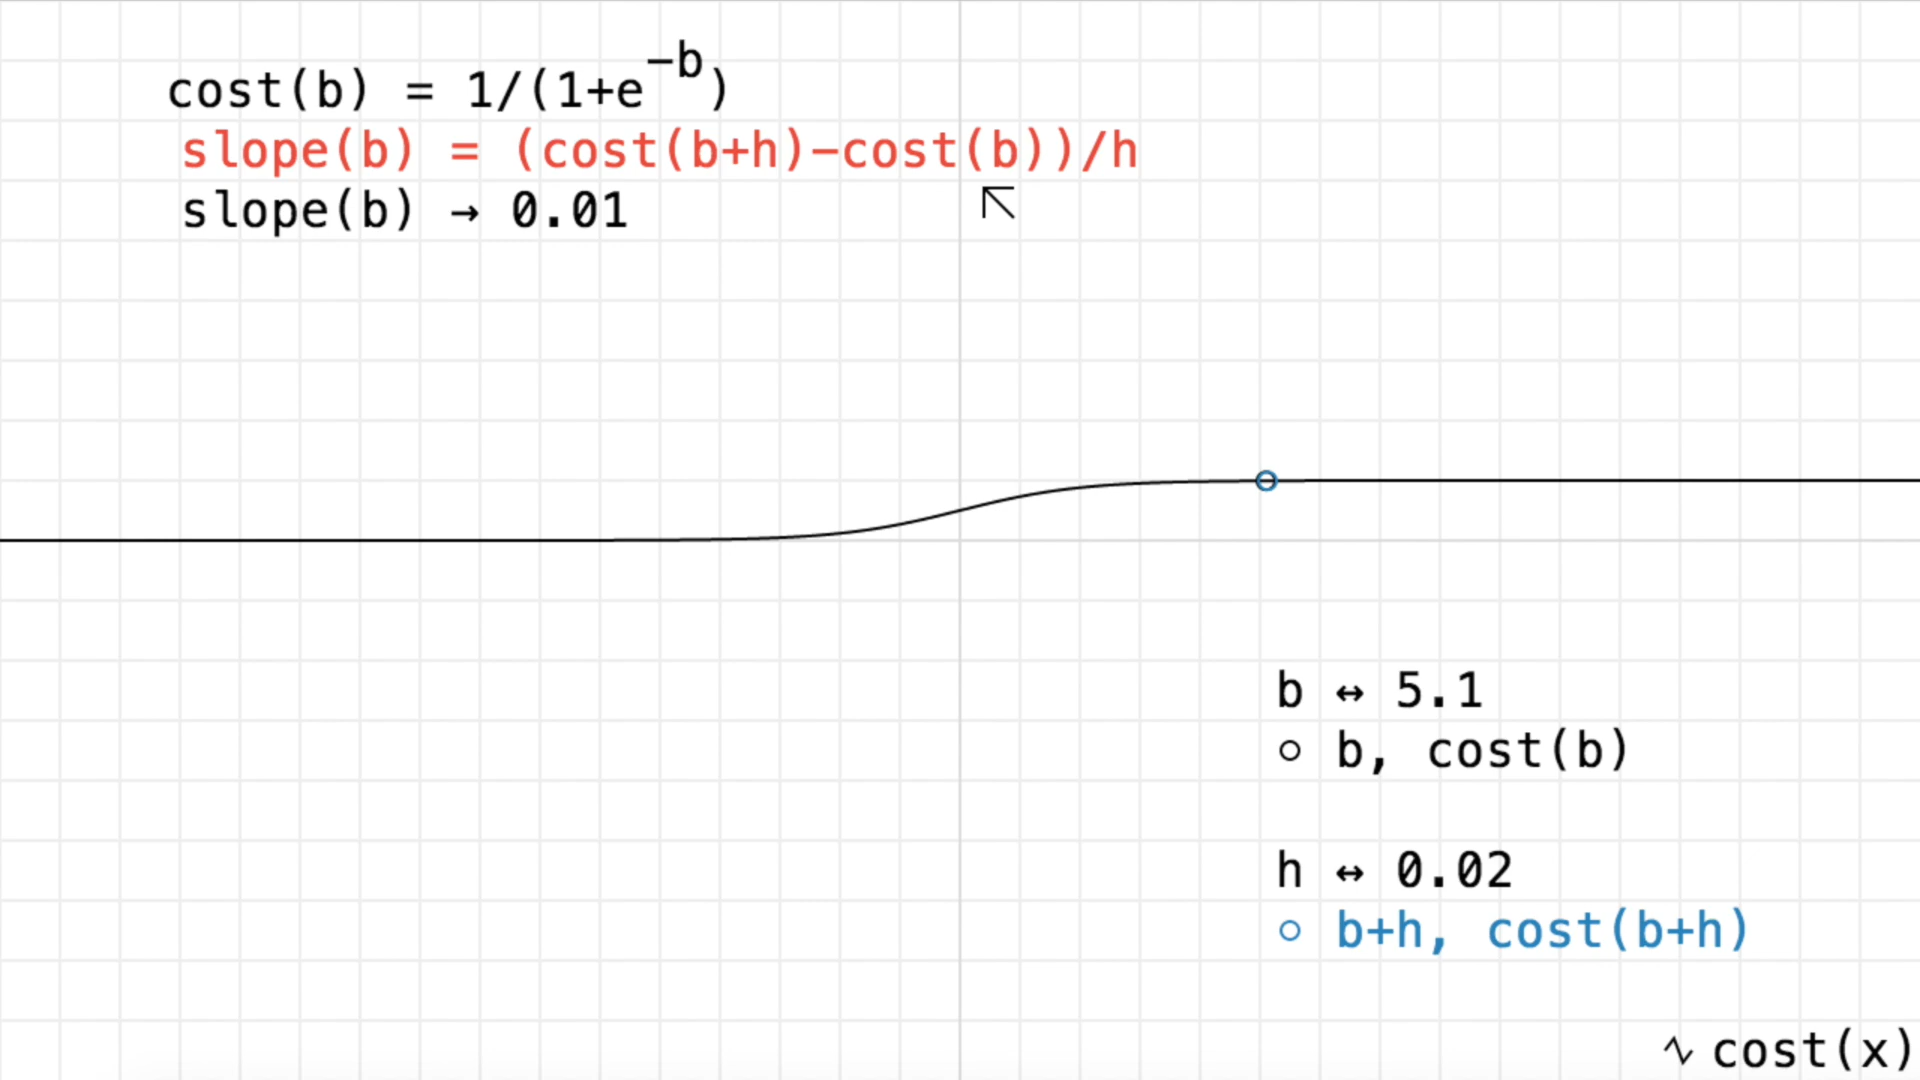 cost(b) = 1/(1+e^−b)
slope(b) = (cost(b+h)−cost(b))/h
slope(b) → 0.01
b ↔ 5.1
○ b, cost(b)
h ↔ 0.02
○ b+h, cost(b+h)
cost(x)